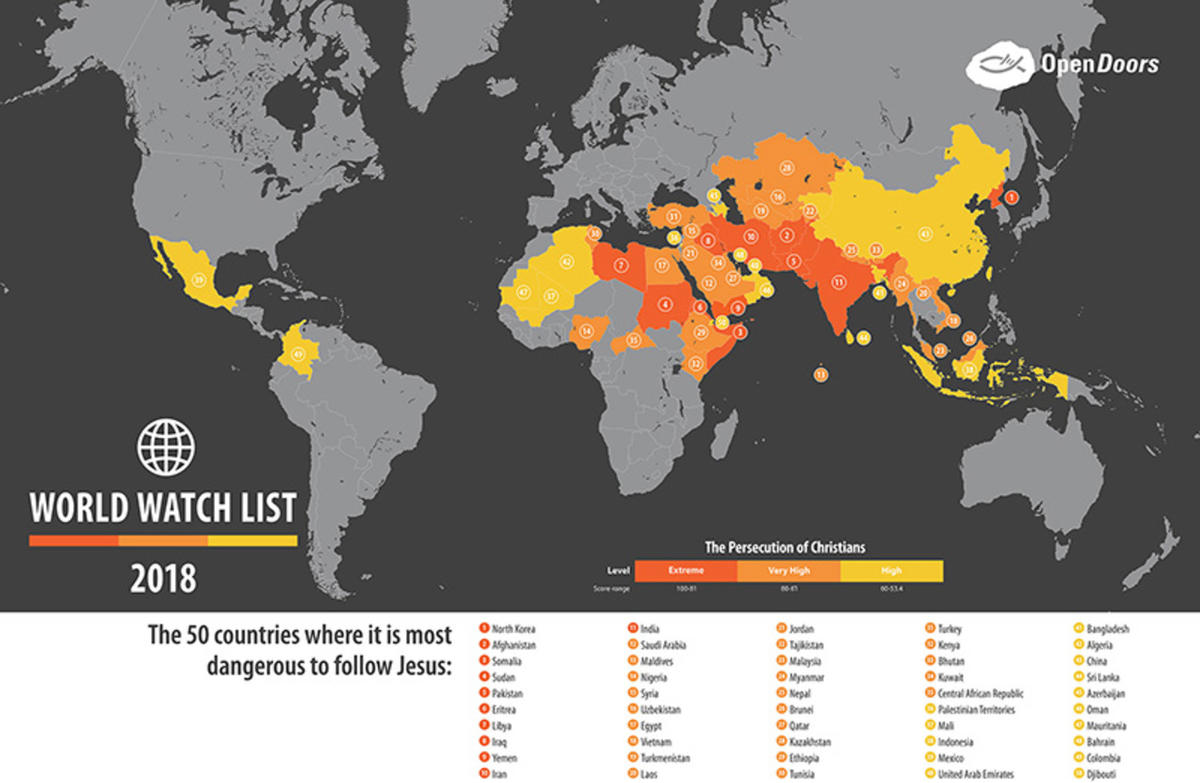 OpenDoors
WORLD WATCH LIST
2018
The Persecution of Christians
Level Extreme Very High High
Score range 100-81 80-61 60-53.4
The 50 countries where it is most
dangerous to follow Jesus:
1 North Korea
2 Afghanistan
3 Somalia
4 Sudan
5 Pakistan
6 Eritrea
7 Libya
8 Iraq
9 Yemen
10 Iran
11 India
12 Saudi Arabia
13 Maldives
14 Nigeria
15 Syria
16 Uzbekistan
17 Egypt
18 Vietnam
19 Turkmenistan
20 Laos
21 Jordan
22 Tajikistan
23 Malaysia
24 Myanmar
25 Nepal
26 Brunei
27 Qatar
28 Kazakhstan
29 Ethiopia
30 Tunisia
31 Turkey
32 Kenya
33 Bhutan
34 Kuwait
35 Central African Republic
36 Palestinian Territories
37 Mali
38 Indonesia
39 Mexico
40 United Arab Emirates
41 Bangladesh
42 Algeria
43 China
44 Sri Lanka
45 Azerbaijan
46 Oman
47 Mauritania
48 Bahrain
49 Colombia
50 Djibouti